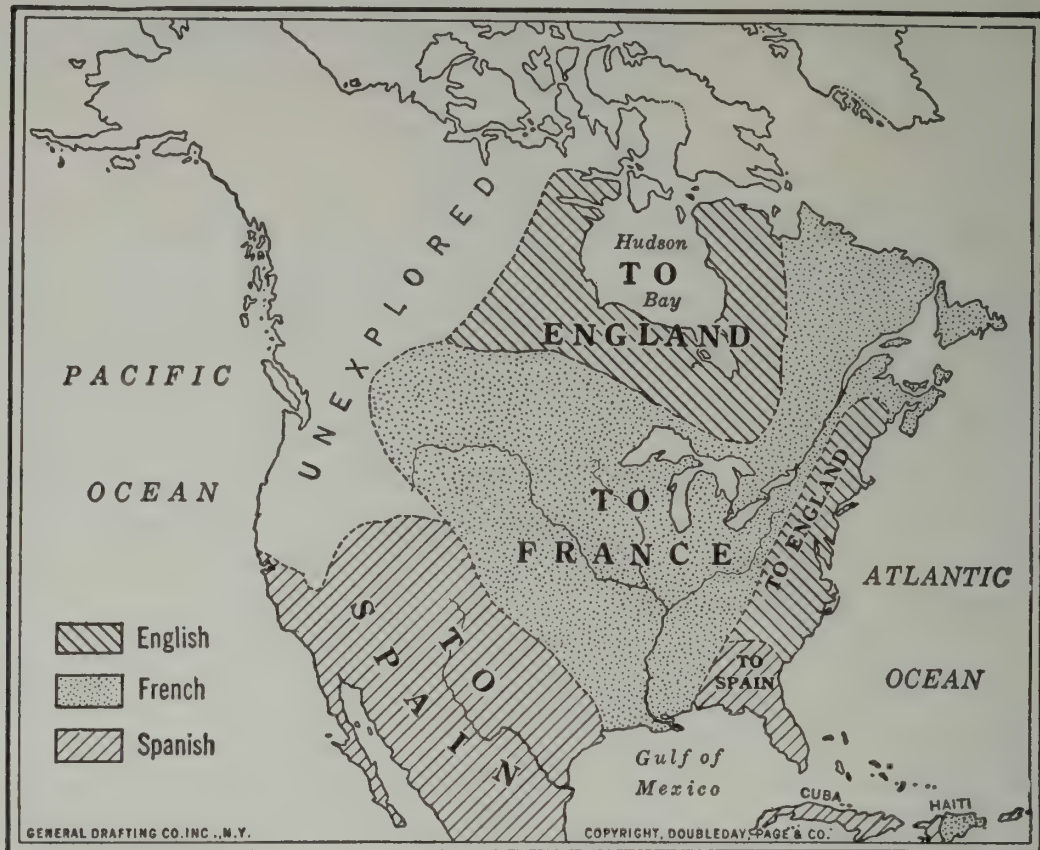 UNEXPLORED
Hudson
TO
Bay
ENGLAND
PACIFIC
OCEAN
TO
FRANCE
TO ENGLAND
ATLANTIC
OCEAN
TO
SPAIN
TO
SPAIN
English
French
Spanish
Gulf of
Mexico
CUBA
HAITI
GENERAL DRAFTING CO. INC., N.Y.
COPYRIGHT, DOUBLEDAY, PAGE & CO.